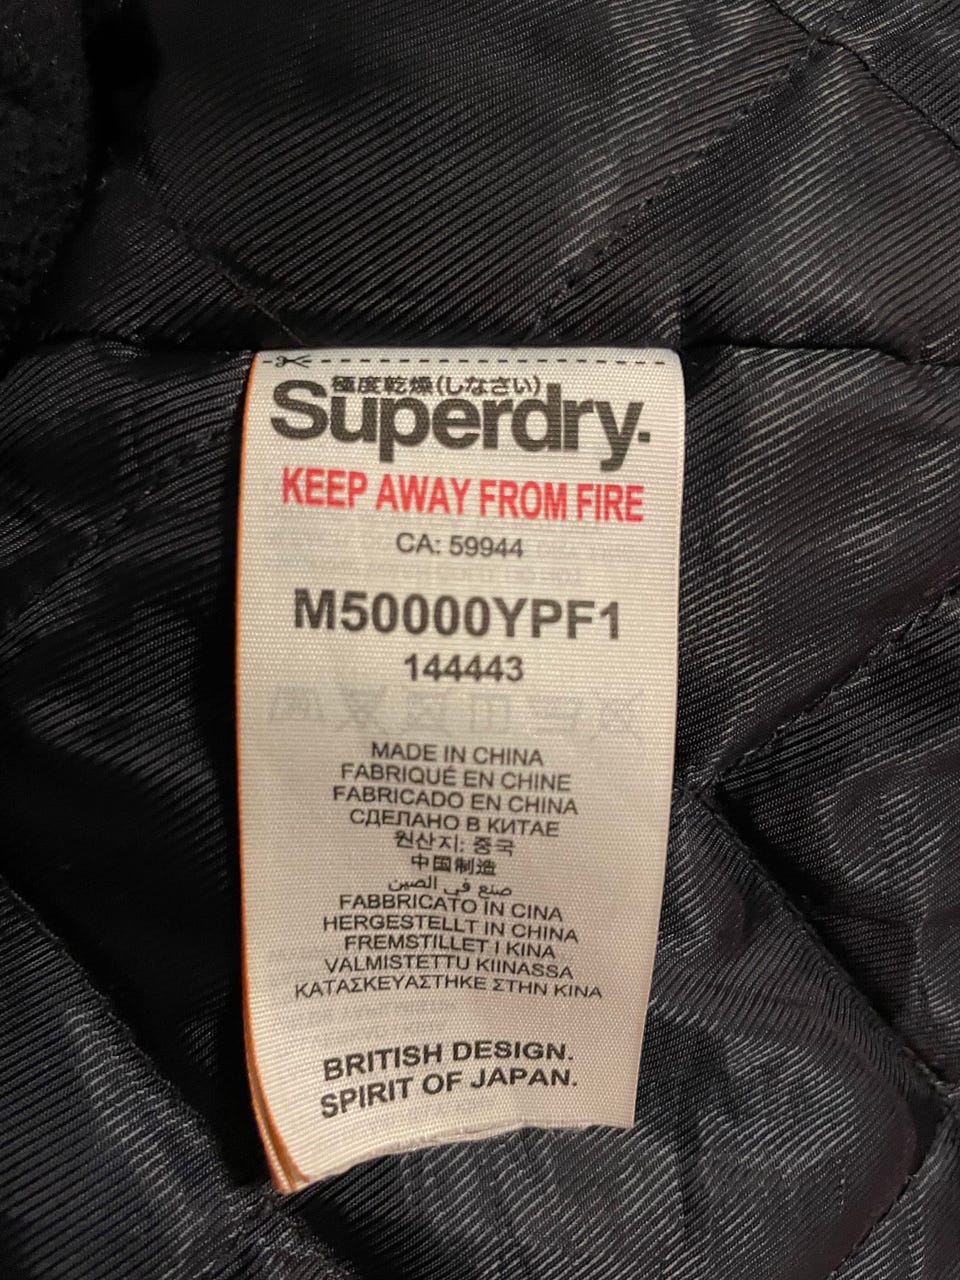 極度乾燥(しなさい)
Superdry.
KEEP AWAY FROM FIRE
CA: 59944
M50000YPF1
144443
MADE IN CHINA
FABRIQUÉ EN CHINE
FABRICADO EN CHINA
СДЕЛАНО В КИТАЕ
원산지: 중국
中国制造
صنع في الصين
FABBRICATO IN CINA
HERGESTELLT IN CHINA
FREMSTILLET I KINA
VALMISTETTU KIINASSA
ΚΑΤΑΣΚΕΥΑΣΤΗΚΕ ΣΤΗΝ ΚΙΝΑ
BRITISH DESIGN.
SPIRIT OF JAPAN.